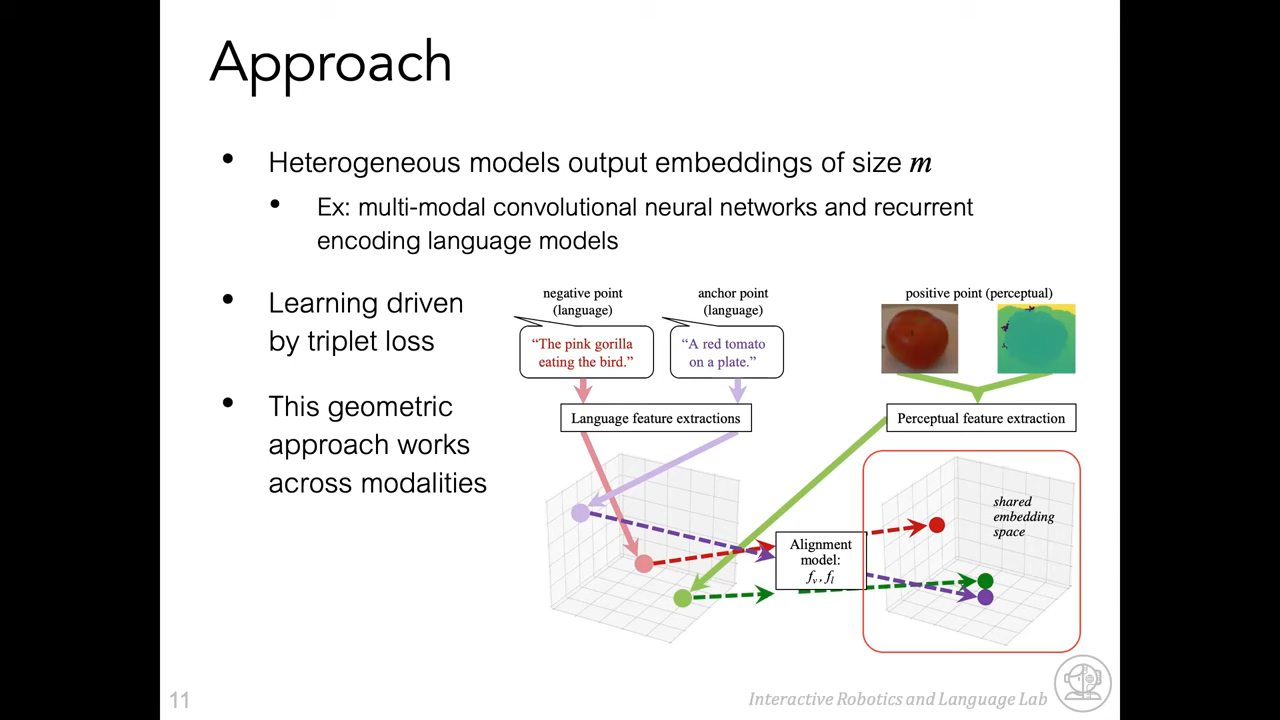 Approach
• Heterogeneous models output embeddings of size m
• Ex: multi-modal convolutional neural networks and recurrent
encoding language models
• Learning driven
by triplet loss
• This geometric
approach works
across modalities
negative point
(language)
anchor point
(language)
positive point (perceptual)
“The pink gorilla
eating the bird.”
“A red tomato
on a plate.”
Language feature extractions
Perceptual feature extraction
shared
embedding
space
Alignment
model:
fv, fl
11
Interactive Robotics and Language Lab